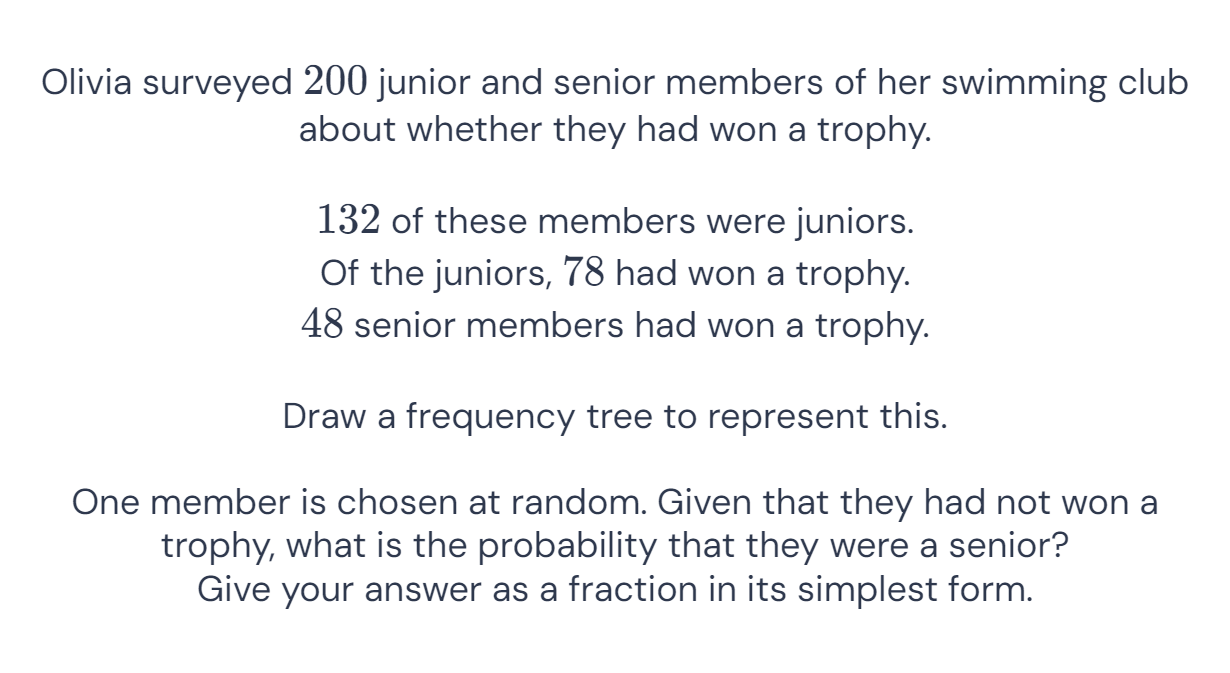 Olivia surveyed 200 junior and senior members of her swimming club
about whether they had won a trophy.
132 of these members were juniors.
Of the juniors, 78 had won a trophy.
48 senior members had won a trophy.
Draw a frequency tree to represent this.
One member is chosen at random. Given that they had not won a
trophy, what is the probability that they were a senior?
Give your answer as a fraction in its simplest form.